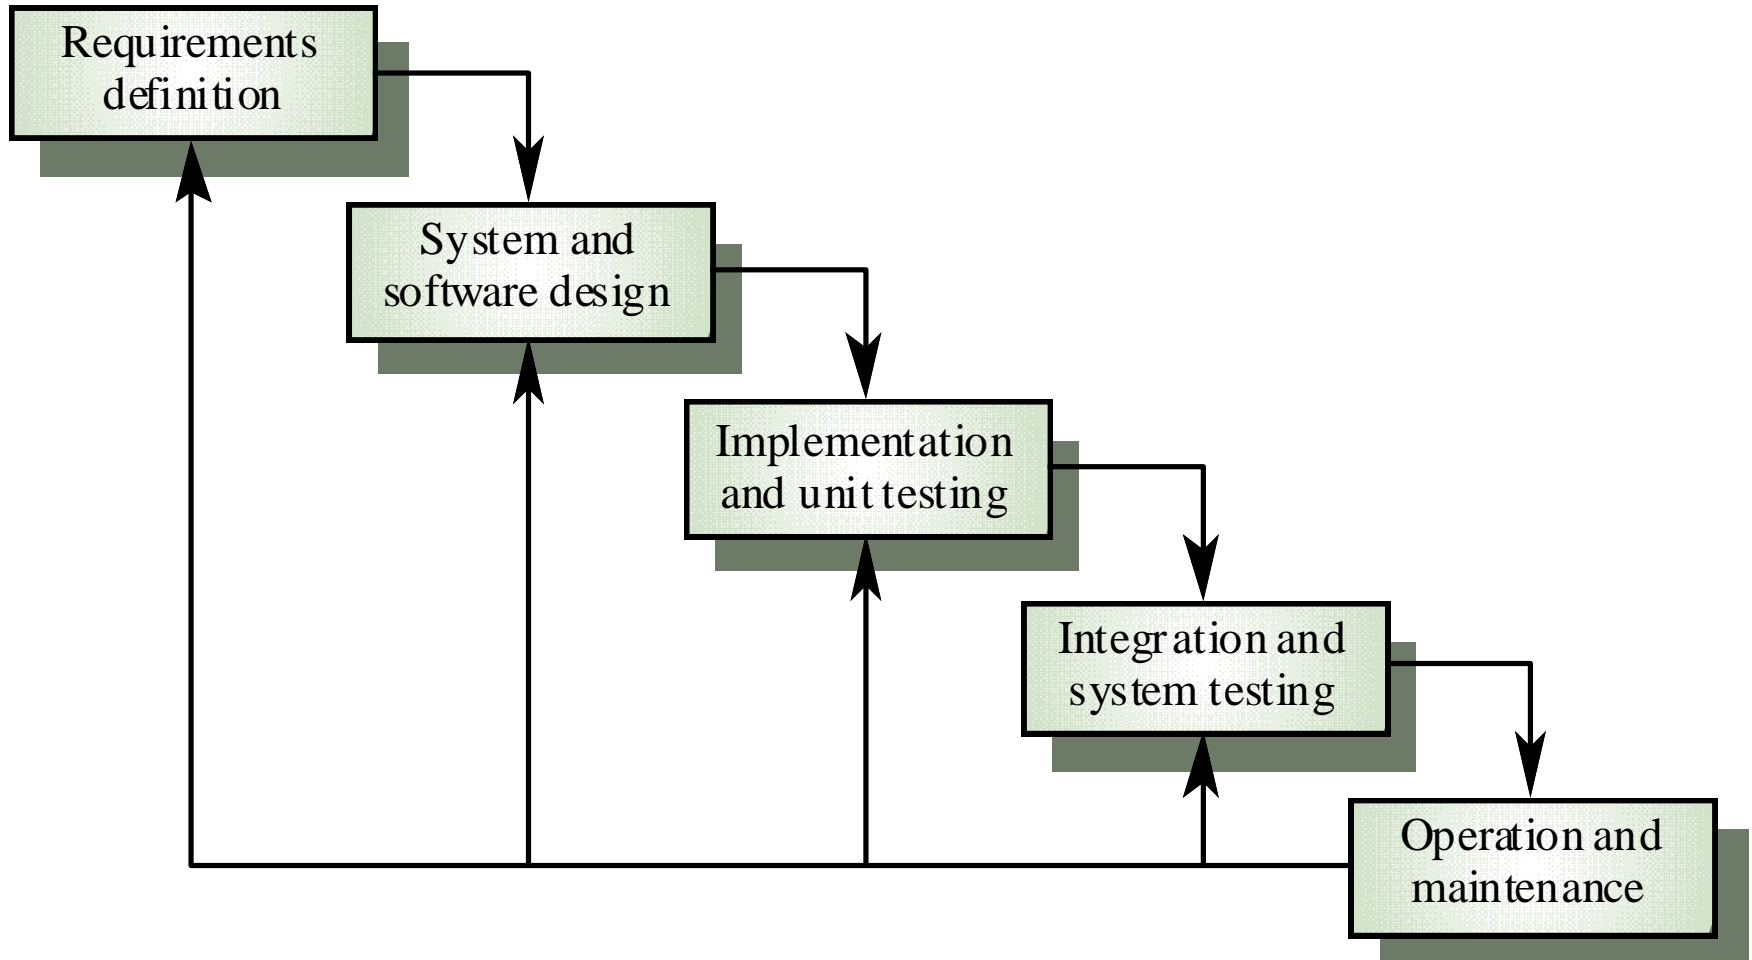 Requirements
definition
System and
software design
Implementation
and unit testing
Integration and
system testing
Operation and
maintenance